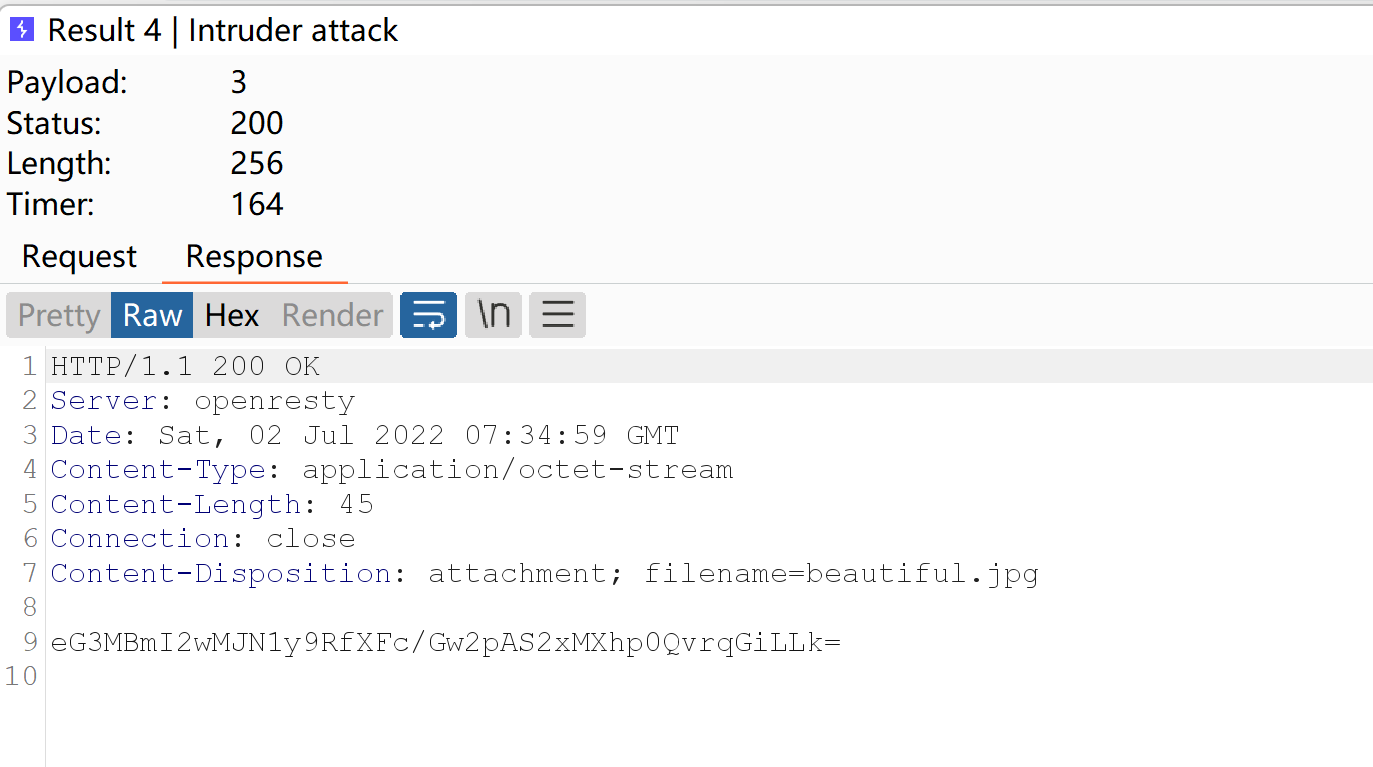 Result 4 | Intruder attack
Payload: 3
Status: 200
Length: 256
Timer: 164
Request Response
Pretty Raw Hex Render \n
1 HTTP/1.1 200 OK
2 Server: openresty
3 Date: Sat, 02 Jul 2022 07:34:59 GMT
4 Content-Type: application/octet-stream
5 Content-Length: 45
6 Connection: close
7 Content-Disposition: attachment; filename=beautiful.jpg
8
9 eG3MBmI2wMJN1y9RfXFc/Gw2pAS2xMXhp0QvrqGiLLk=
10